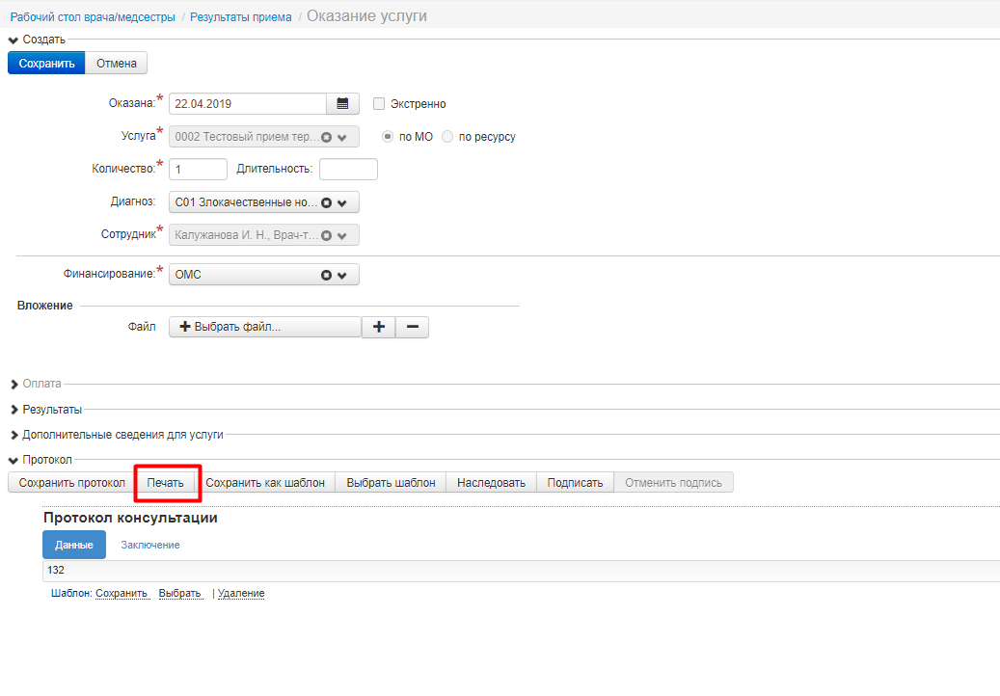 Рабочий стол врача/медсестры / Результаты приема / Оказание услуги
Создать
Сохранить Отмена
Оказана:* 22.04.2019 Экстренно
Услуга* 0002 Тестовый прием тер... по МО по ресурсу
Количество:* 1 Длительность:
Диагноз: C01 Злокачественные но...
Сотрудник* Калужанова И. Н., Врач-т...
Финансирование:* ОМС
Вложение
Файл Выбрать файл...
Оплата
Результаты
Дополнительные сведения для услуги
Протокол
Сохранить протокол Печать Сохранить как шаблон Выбрать шаблон Наследовать Подписать Отменить подпись
Протокол консультации
Данные Заключение
132
Шаблон: Сохранить Выбрать | Удаление